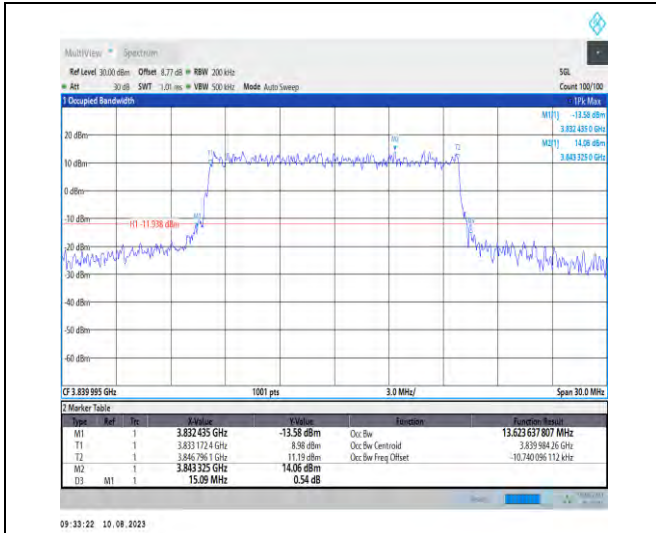 MultiView Spectrum
Ref Level 30.00 dBm Offset 8.77 dB RBW 200 kHz SGL
Att 30 dB SWT 1.01 ms VBW 500 kHz Mode Auto Sweep Count 100/100
1 Occupied Bandwidth 1Pk Max
M1[1] -13.58 dBm
3.832 435 0 GHz
M2[1] 14.06 dBm
3.843 325 0 GHz
20 dBm
M2
T1
T2
10 dBm
0 dBm
-10 dBm
H1 -11.938 dBm
-20 dBm
-30 dBm
-40 dBm
-50 dBm
-60 dBm
CF 3.839 995 GHz 1001 pts 3.0 MHz/ Span 30.0 MHz
2 Marker Table
Type Ref Trc X-Value Y-Value Function Function Result
M1 1 3.832 435 GHz -13.58 dBm Occ Bw 13.623 637 807 MHz
T1 1 3.833 172 4 GHz 8.98 dBm Occ Bw Centroid 3.839 984 26 GHz
T2 1 3.846 796 1 GHz 11.19 dBm Occ Bw Freq Offset -10.740 096 112 kHz
M2 1 3.843 325 GHz 14.06 dBm
D3 M1 1 15.09 MHz 0.54 dB
09:33:22 10.08.2023